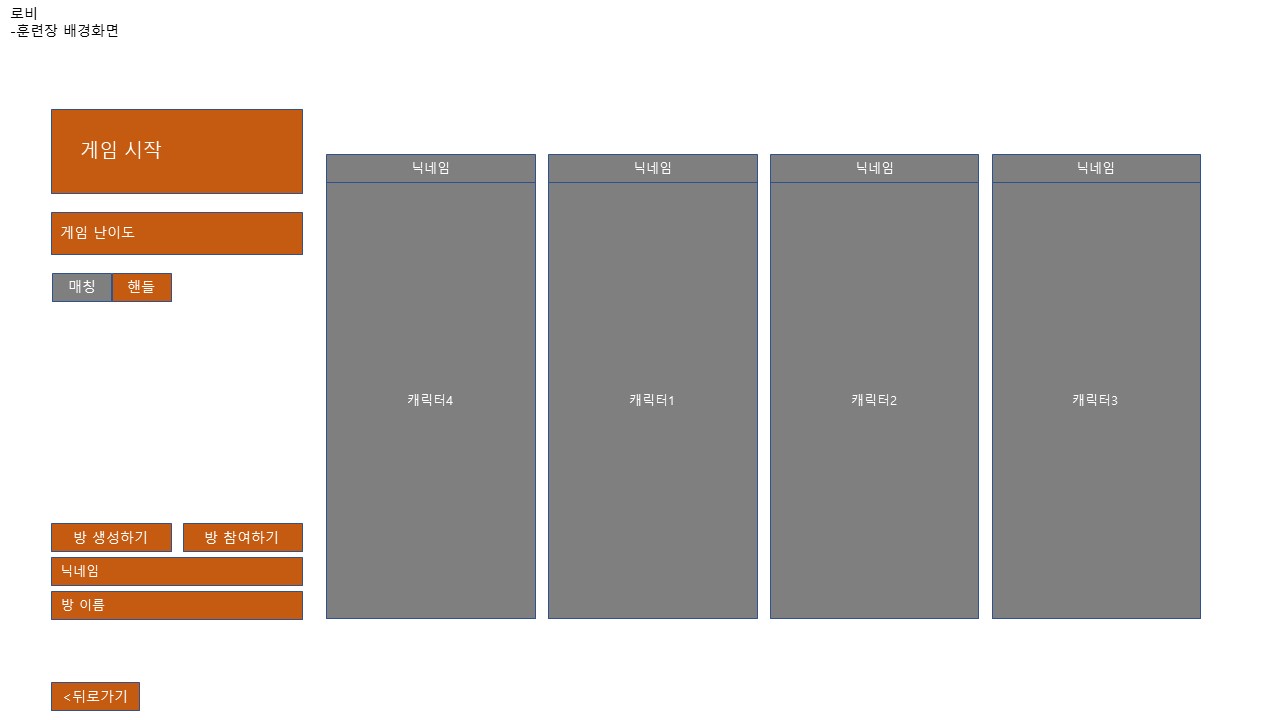 로비
-훈련장 배경화면
게임 시작
게임 난이도
매칭
핸들
방 생성하기
방 참여하기
닉네임
방 이름
<뒤로가기
닉네임
닉네임
닉네임
닉네임
캐릭터4
캐릭터1
캐릭터2
캐릭터3